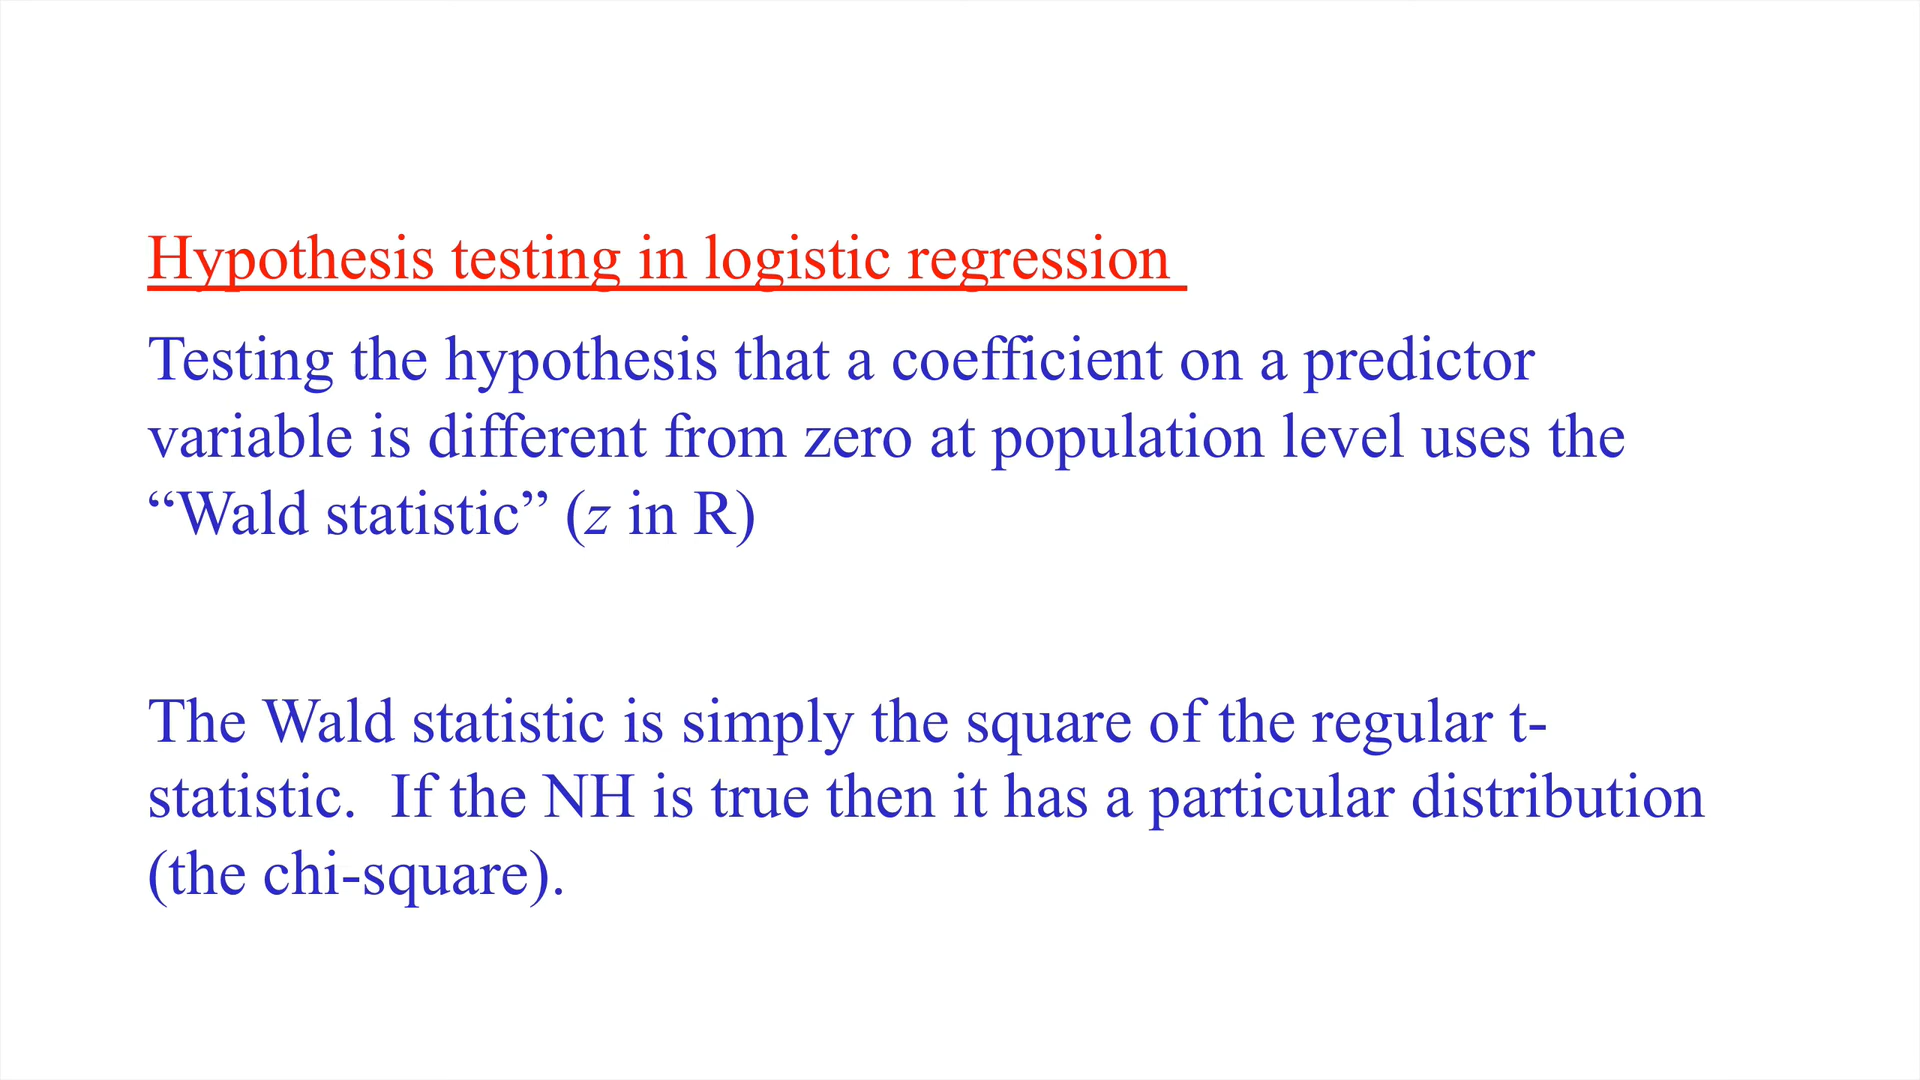 Hypothesis testing in logistic regression
Testing the hypothesis that a coefficient on a predictor
variable is different from zero at population level uses the
“Wald statistic” (z in R)
The Wald statistic is simply the square of the regular t-
statistic.  If the NH is true then it has a particular distribution
(the chi-square).